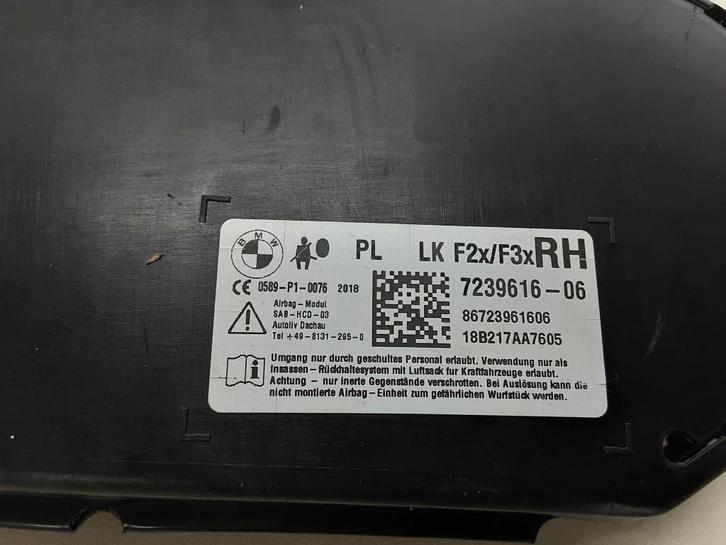 BMW PL LK F2x/F3x RH
CE 0589-P1-0076 2018
7239616-06
Airbag-Modul
SAB-HCD-03
Autoliv Dachau
Tel +49-8131-295-0
86723961606
18B217AA7605
Umgang nur durch geschultes Personal erlaubt. Verwendung nur als
Insassen - Rückhaltesystem mit Luftsack fur Kraftfahrzeuge erlaubt.
Achtung - nur inerte Gegenstände verschrotten. Bei Auslösung kann die
nicht montierte Airbag-Einheit zum gefährlichen Wurfstück werden.